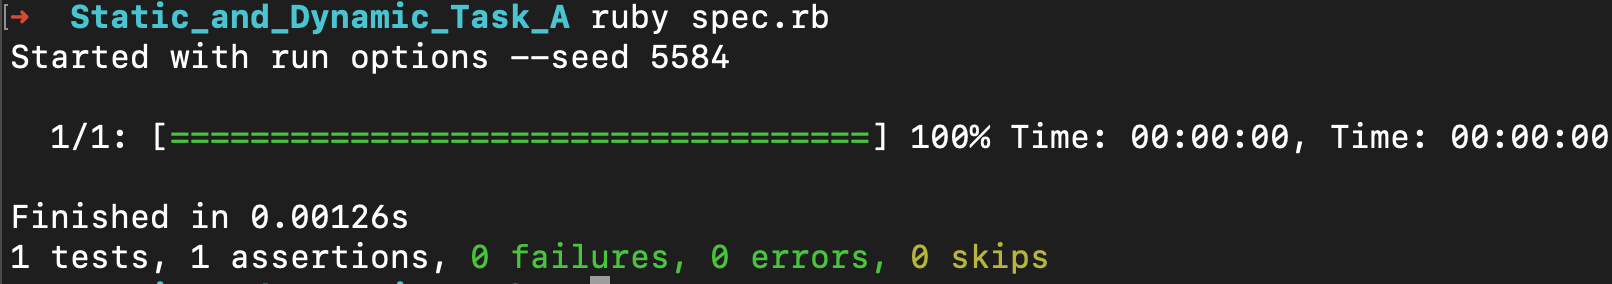 → Static_and_Dynamic_Task_A ruby spec.rb
Started with run options --seed 5584
1/1: [===================================] 100% Time: 00:00:00, Time: 00:00:00
Finished in 0.00126s
1 tests, 1 assertions, 0 failures, 0 errors, 0 skips